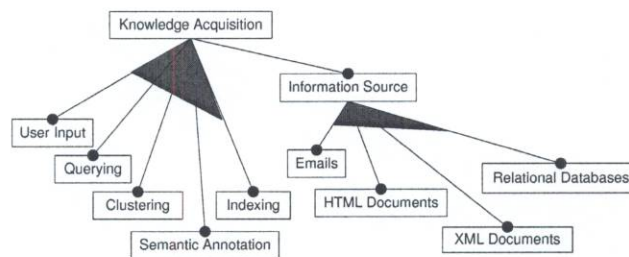 Knowledge Acquisition
Information Source
User Input
Querying
Emails
Relational Databases
Clustering
Indexing
HTML Documents
Semantic Annotation
XML Documents